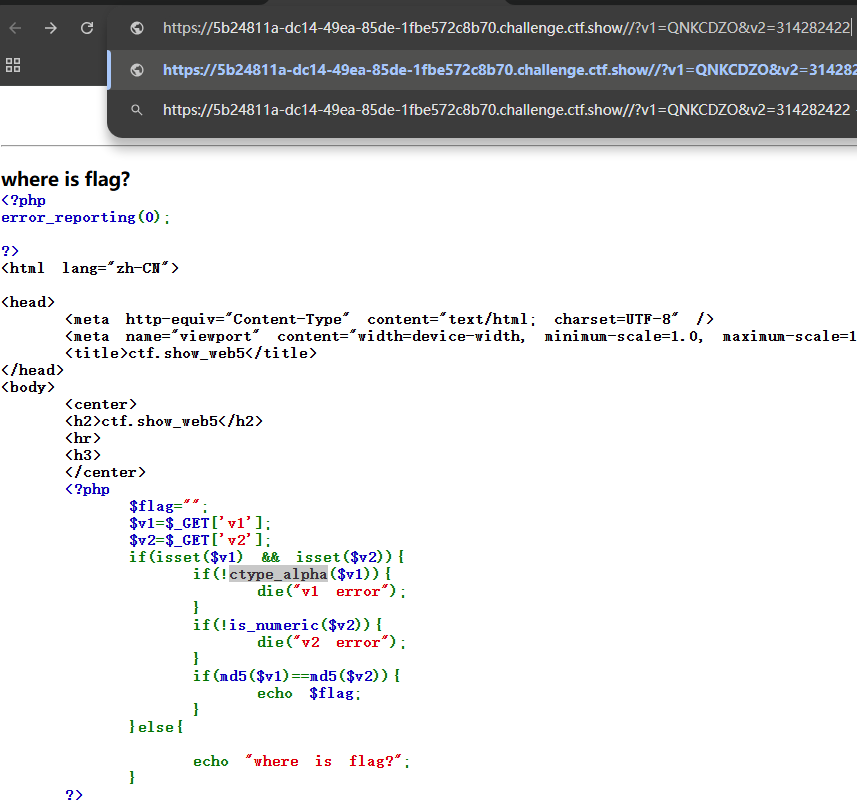 https://5b24811a-dc14-49ea-85de-1fbe572c8b70.challenge.ctf.show//?v1=QNKCDZO&v2=314282422
https://5b24811a-dc14-49ea-85de-1fbe572c8b70.challenge.ctf.show//?v1=QNKCDZO&v2=314282
https://5b24811a-dc14-49ea-85de-1fbe572c8b70.challenge.ctf.show//?v1=QNKCDZO&v2=314282422 -
where is flag?
<?php
error_reporting(0);
?>
<html lang="zh-CN">
<head>
<meta http-equiv="Content-Type" content="text/html; charset=UTF-8" />
<meta name="viewport" content="width=device-width, minimum-scale=1.0, maximum-scale=1
<title>ctf.show_web5</title>
</head>
<body>
<center>
<h2>ctf.show_web5</h2>
<hr>
<h3>
</center>
<?php
$flag="";
$v1=$_GET['v1'];
$v2=$_GET['v2'];
if(isset($v1) && isset($v2)){
if(!ctype_alpha($v1)){
die("v1 error");
}
if(!is_numeric($v2)){
die("v2 error");
}
if(md5($v1)==md5($v2)){
echo $flag;
}
}else{
echo "where is flag?";
}
?>